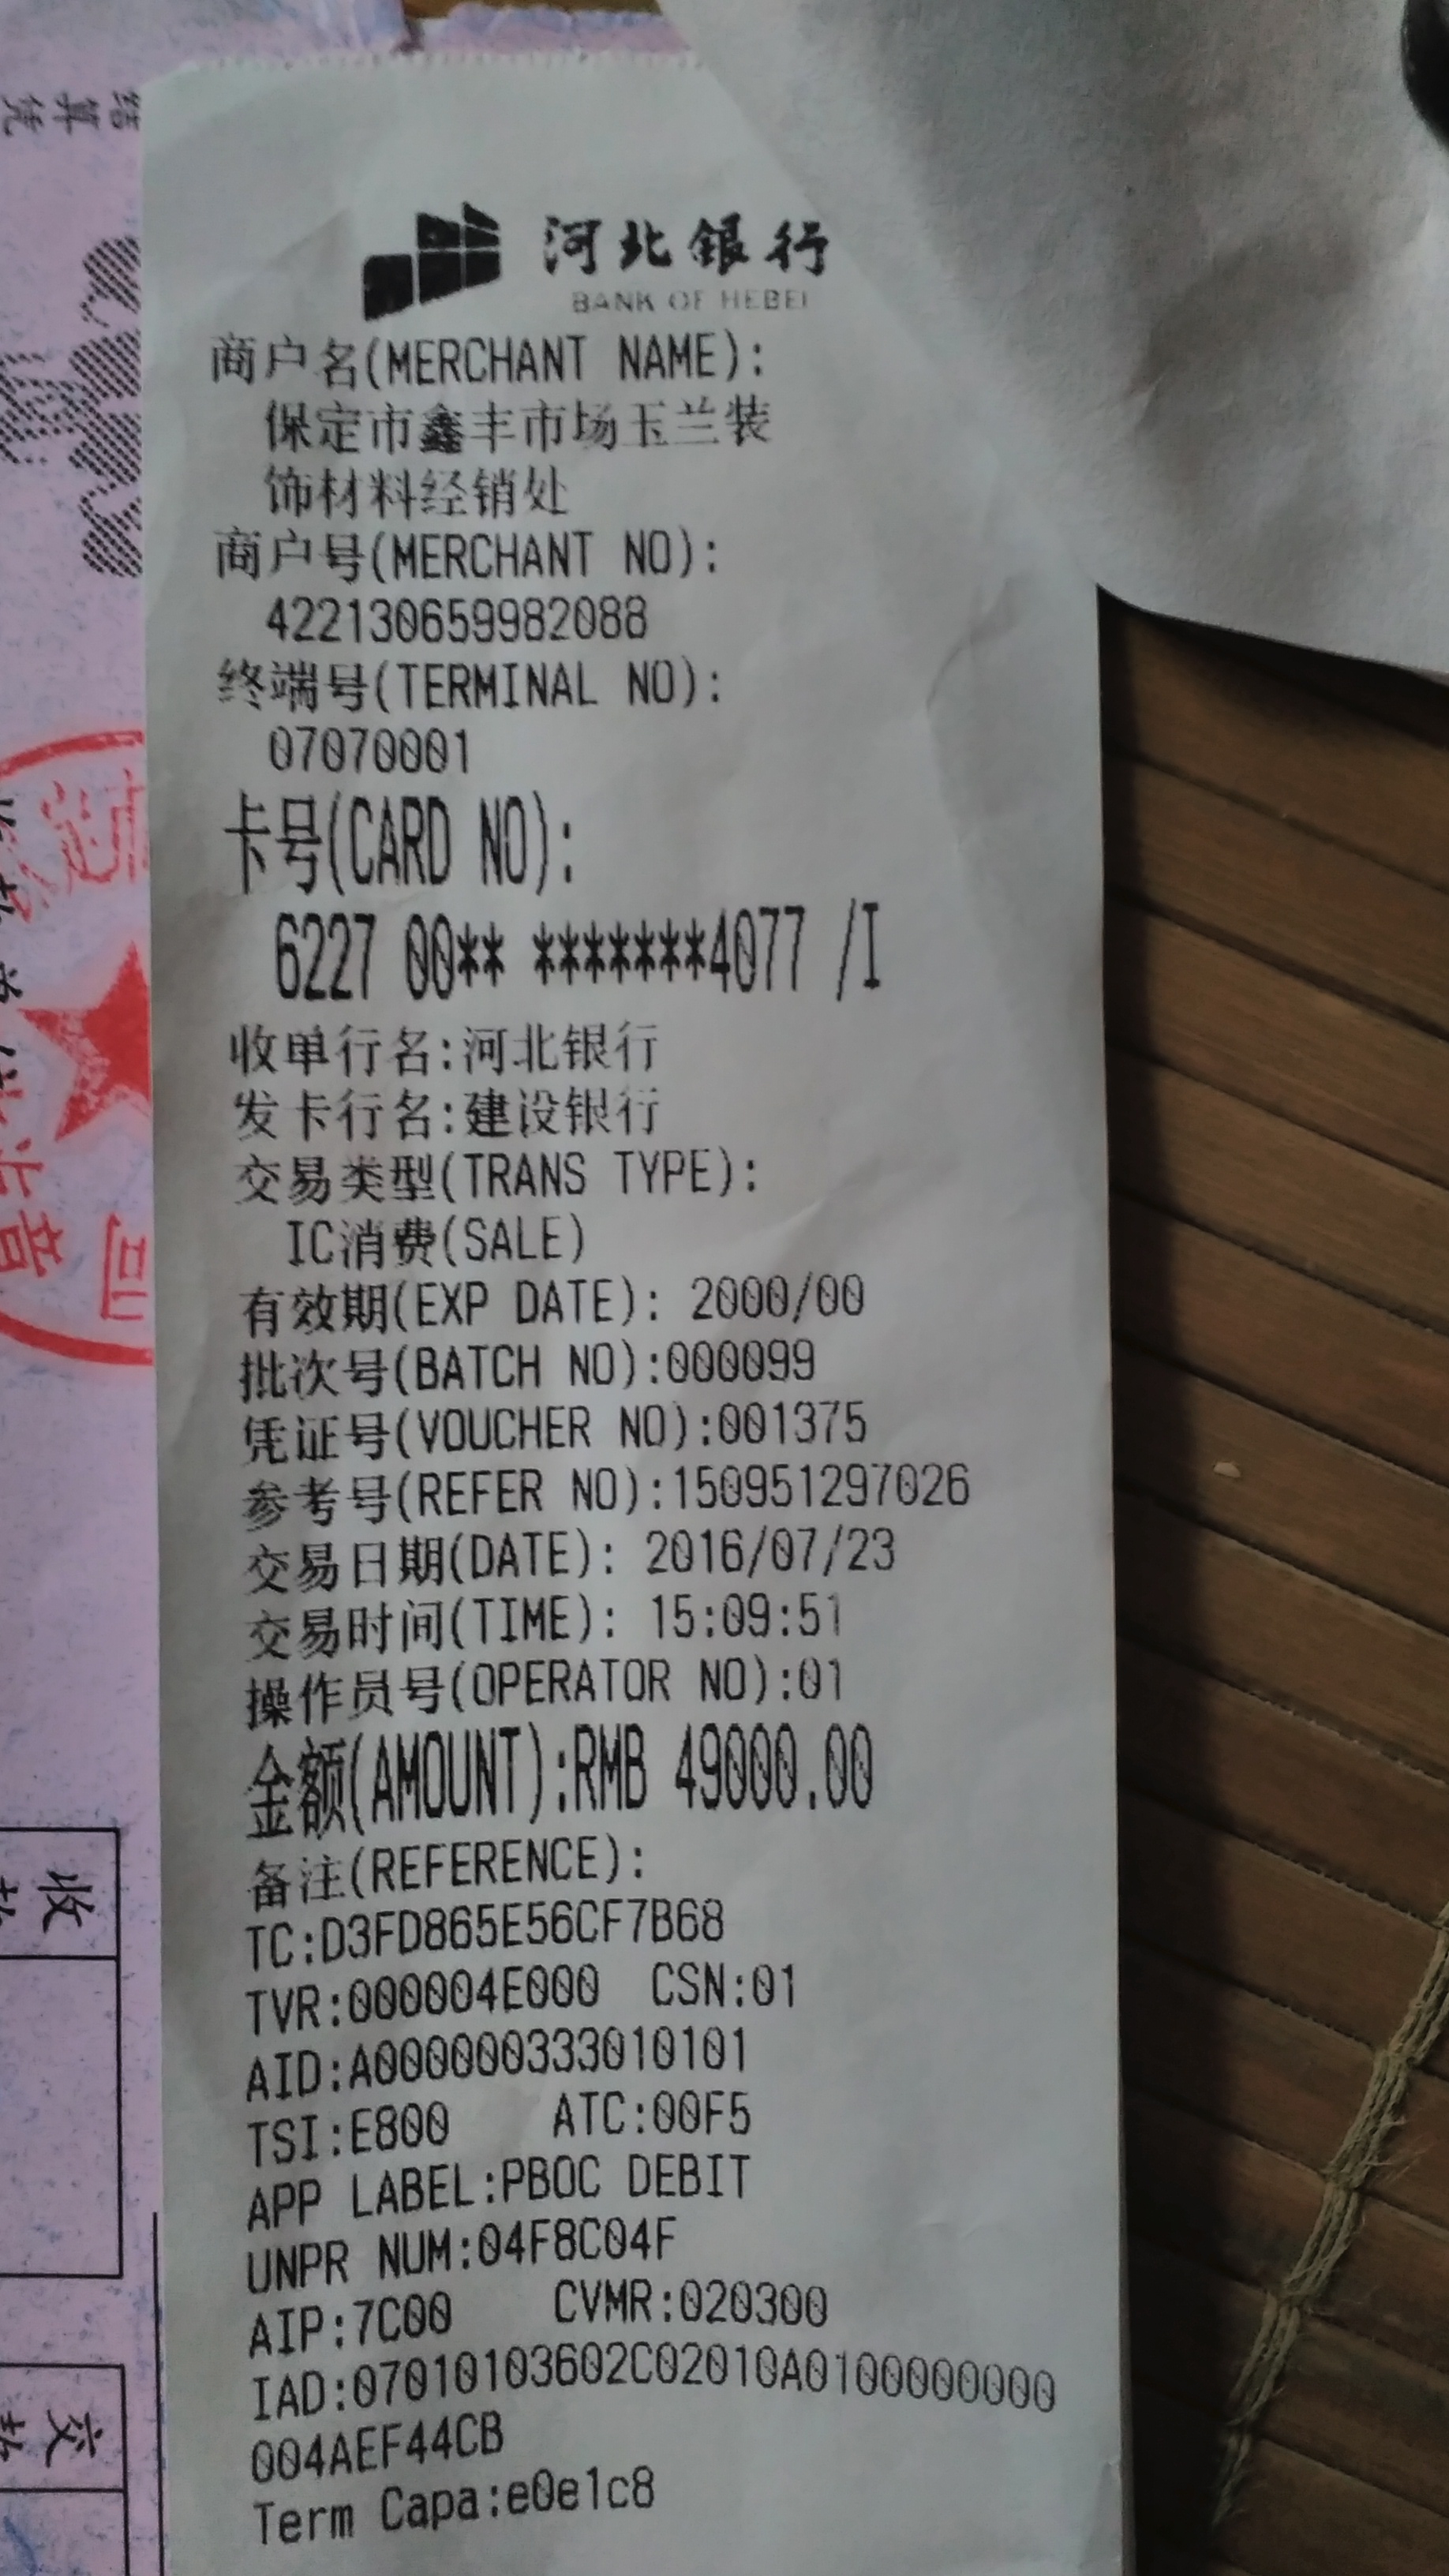 河北银行
BANK OF HEBEI
商户名(MERCHANT NAME):
保定市鑫丰市场玉兰装
饰材料经销处
商户号(MERCHANT NO):
422130659982088
终端号(TERMINAL NO):
07070001
卡号(CARD NO):
6227 00** *******4077 /I
收单行名:河北银行
发卡行名:建设银行
交易类型(TRANS TYPE):
IC消费(SALE)
有效期(EXP DATE): 2000/00
批次号(BATCH NO):000099
凭证号(VOUCHER NO):001375
参考号(REFER NO):150951297026
交易日期(DATE): 2016/07/23
交易时间(TIME): 15:09:51
操作员号(OPERATOR NO):01
金额(AMOUNT):RMB 49000.00
备注(REFERENCE):
TC:D3FD865E56CF7B68
TVR:000004E000 CSN:01
AID:A000000333010101
TSI:E800 ATC:00F5
APP LABEL:PBOC DEBIT
UNPR NUM:04F8C04F
AIP:7C00 CVMR:020300
IAD:07010103602C02010A0100000000
004AEF44CB
Term Capa:e0e1c8
结算凭
收
交